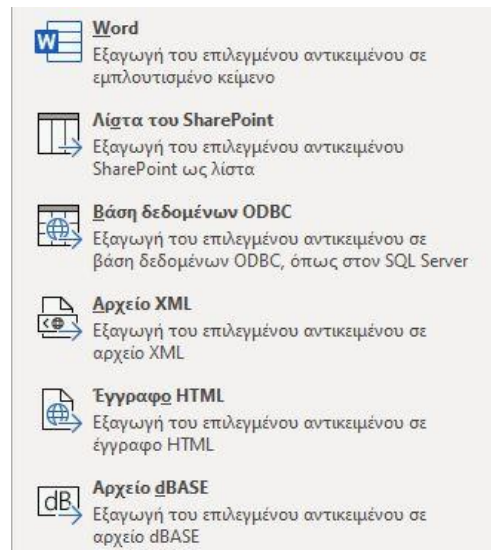 W
Word
Εξαγωγή του επιλεγμένου αντικειμένου σε
εμπλουτισμένο κείμενο
Λίστα του SharePoint
Εξαγωγή του επιλεγμένου αντικειμένου
SharePoint ως λίστα
Βάση δεδομένων ODBC
Εξαγωγή του επιλεγμένου αντικειμένου σε
βάση δεδομένων ODBC, όπως στον SQL Server
Αρχείο XML
Εξαγωγή του επιλεγμένου αντικειμένου σε
αρχείο XML
Έγγραφο HTML
Εξαγωγή του επιλεγμένου αντικειμένου σε
έγγραφο HTML
dB
Αρχείο dBASE
Εξαγωγή του επιλεγμένου αντικειμένου σε
αρχείο dBASE